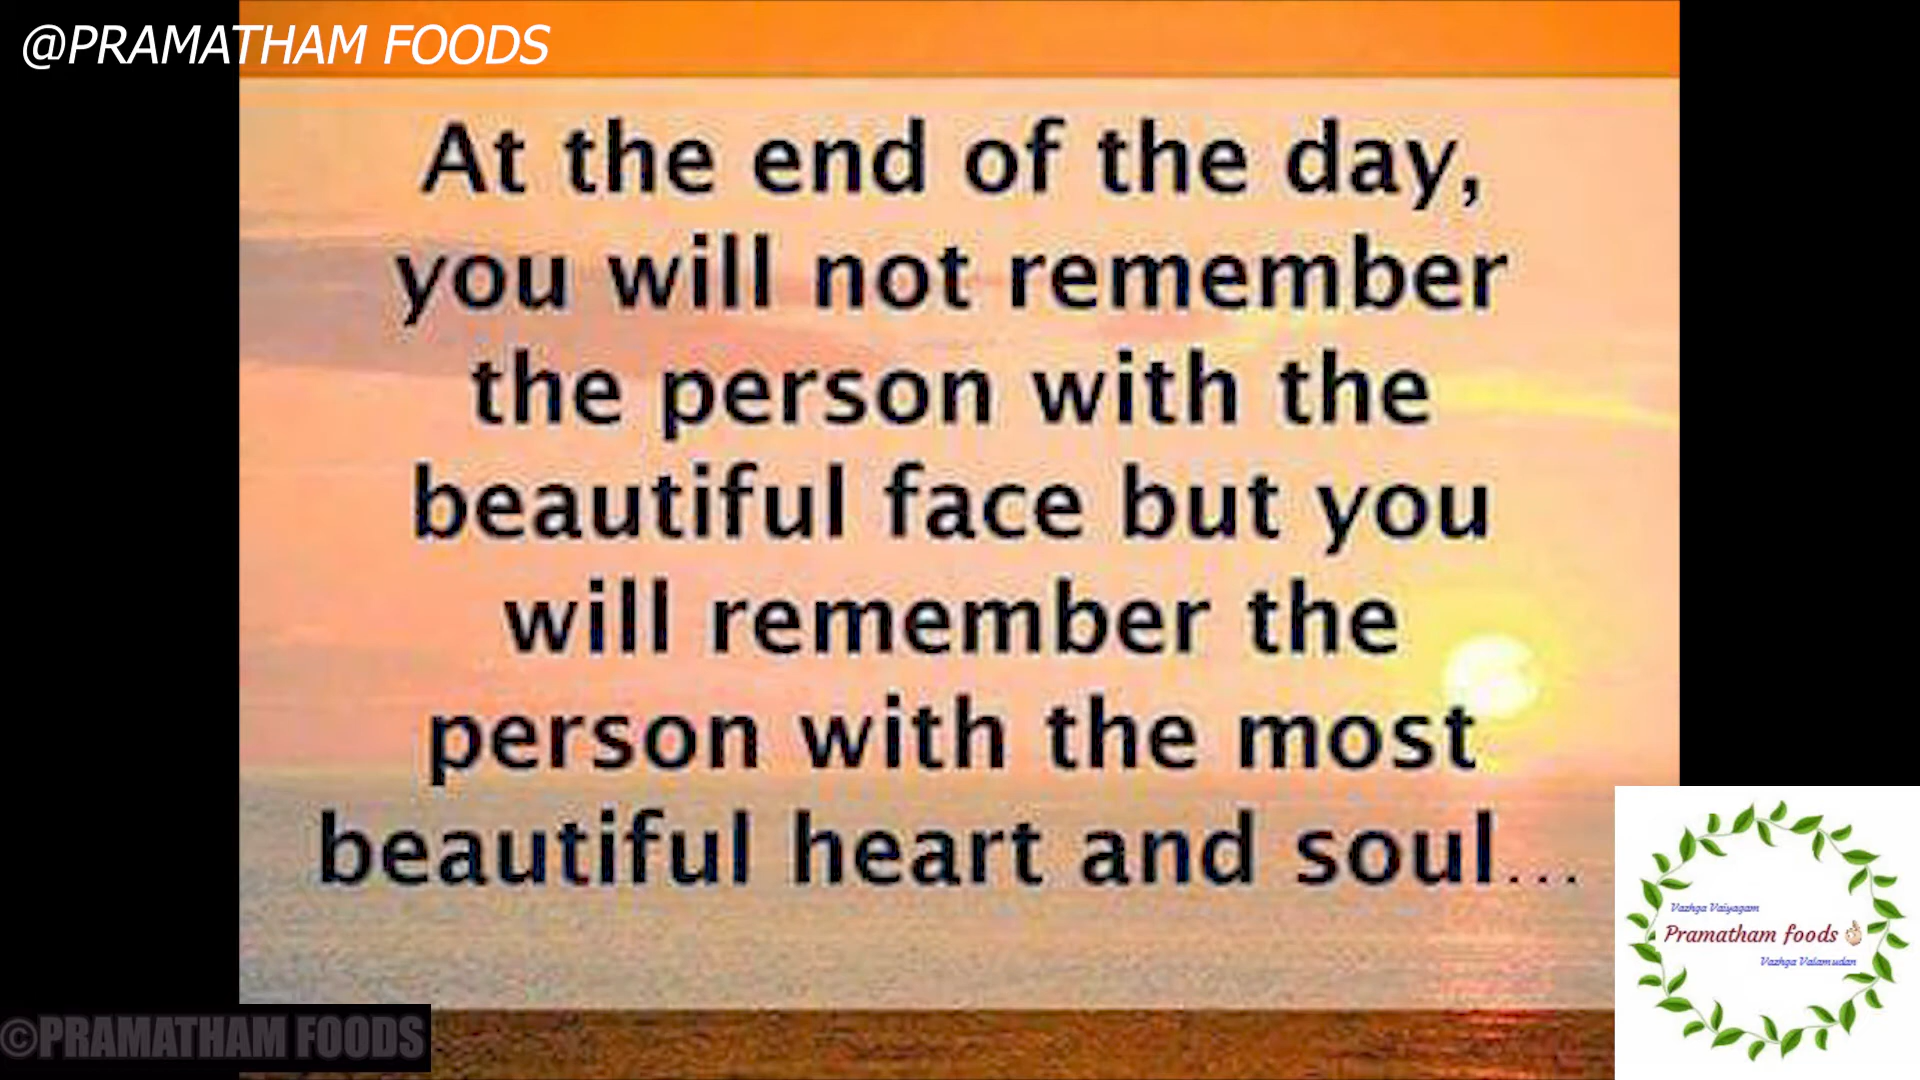 @PRAMATHAM FOODS
At the end of the day,
you will not remember
the person with the
beautiful face but you
will remember the
person with the most
beautiful heart and soul...
Vazhga Vaiyagam
Pramatham foods 👌🏻
Vazhga Valamudan
©PRAMATHAM FOODS